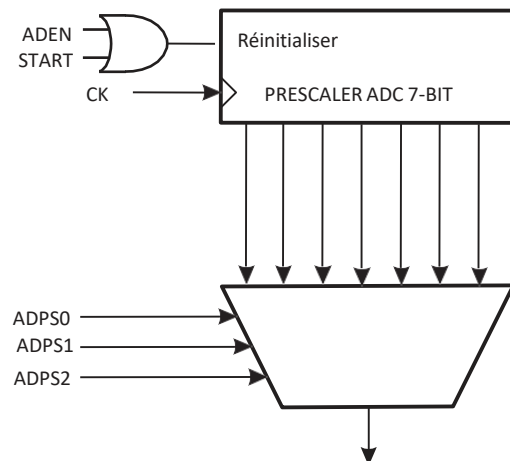 ADEN
START
Réinitialiser
CK
PRESCALER ADC 7-BIT
ADPS0
ADPS1
ADPS2